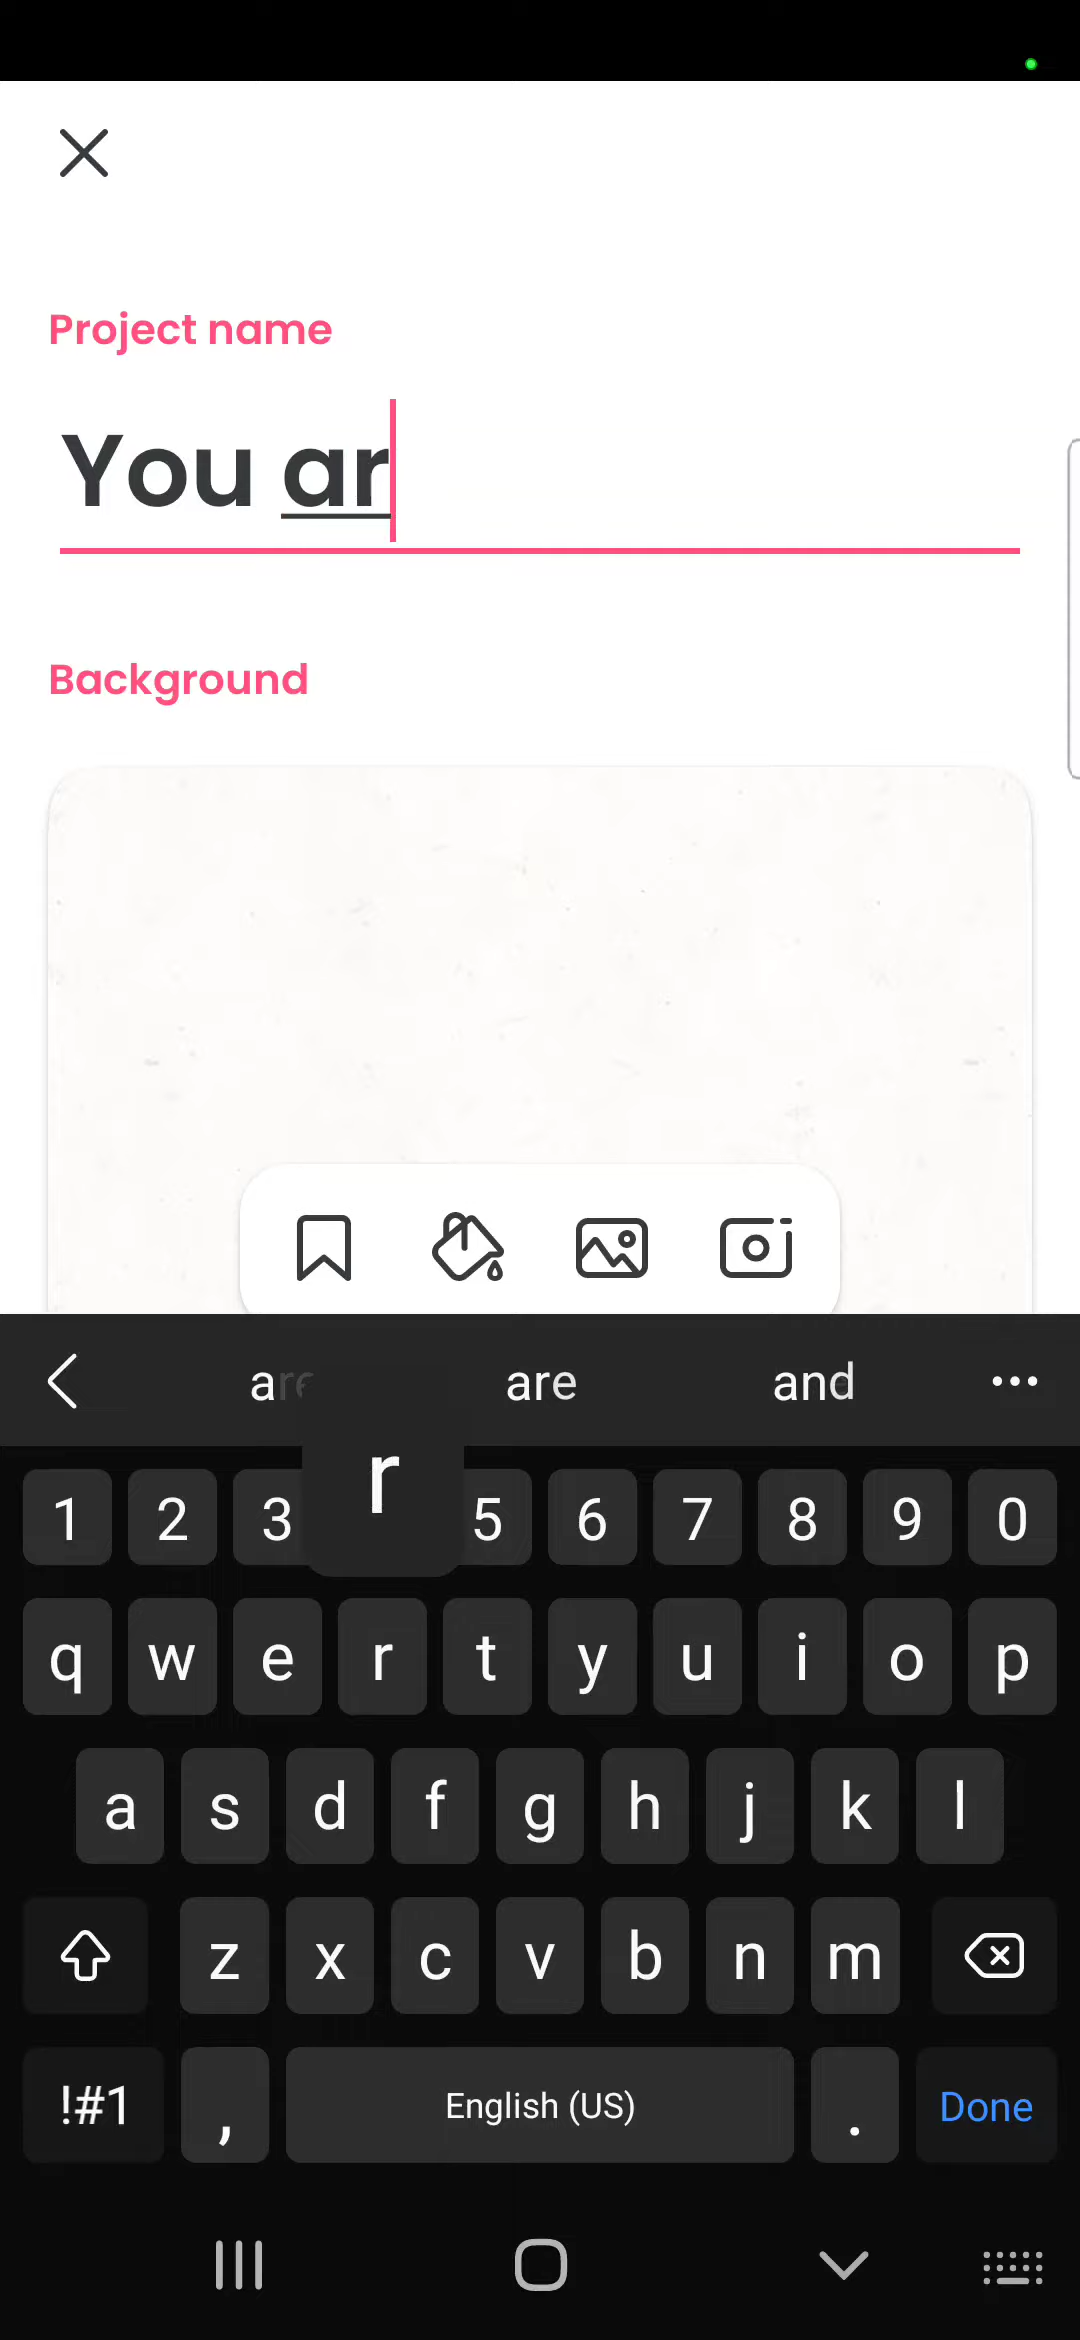 Project name
You ar
Background
are are and
r
1 2 3 5 6 7 8 9 0
q w e r t y u i o p
a s d f g h j k l
z x c v b n m
!#1 , English (US) . Done